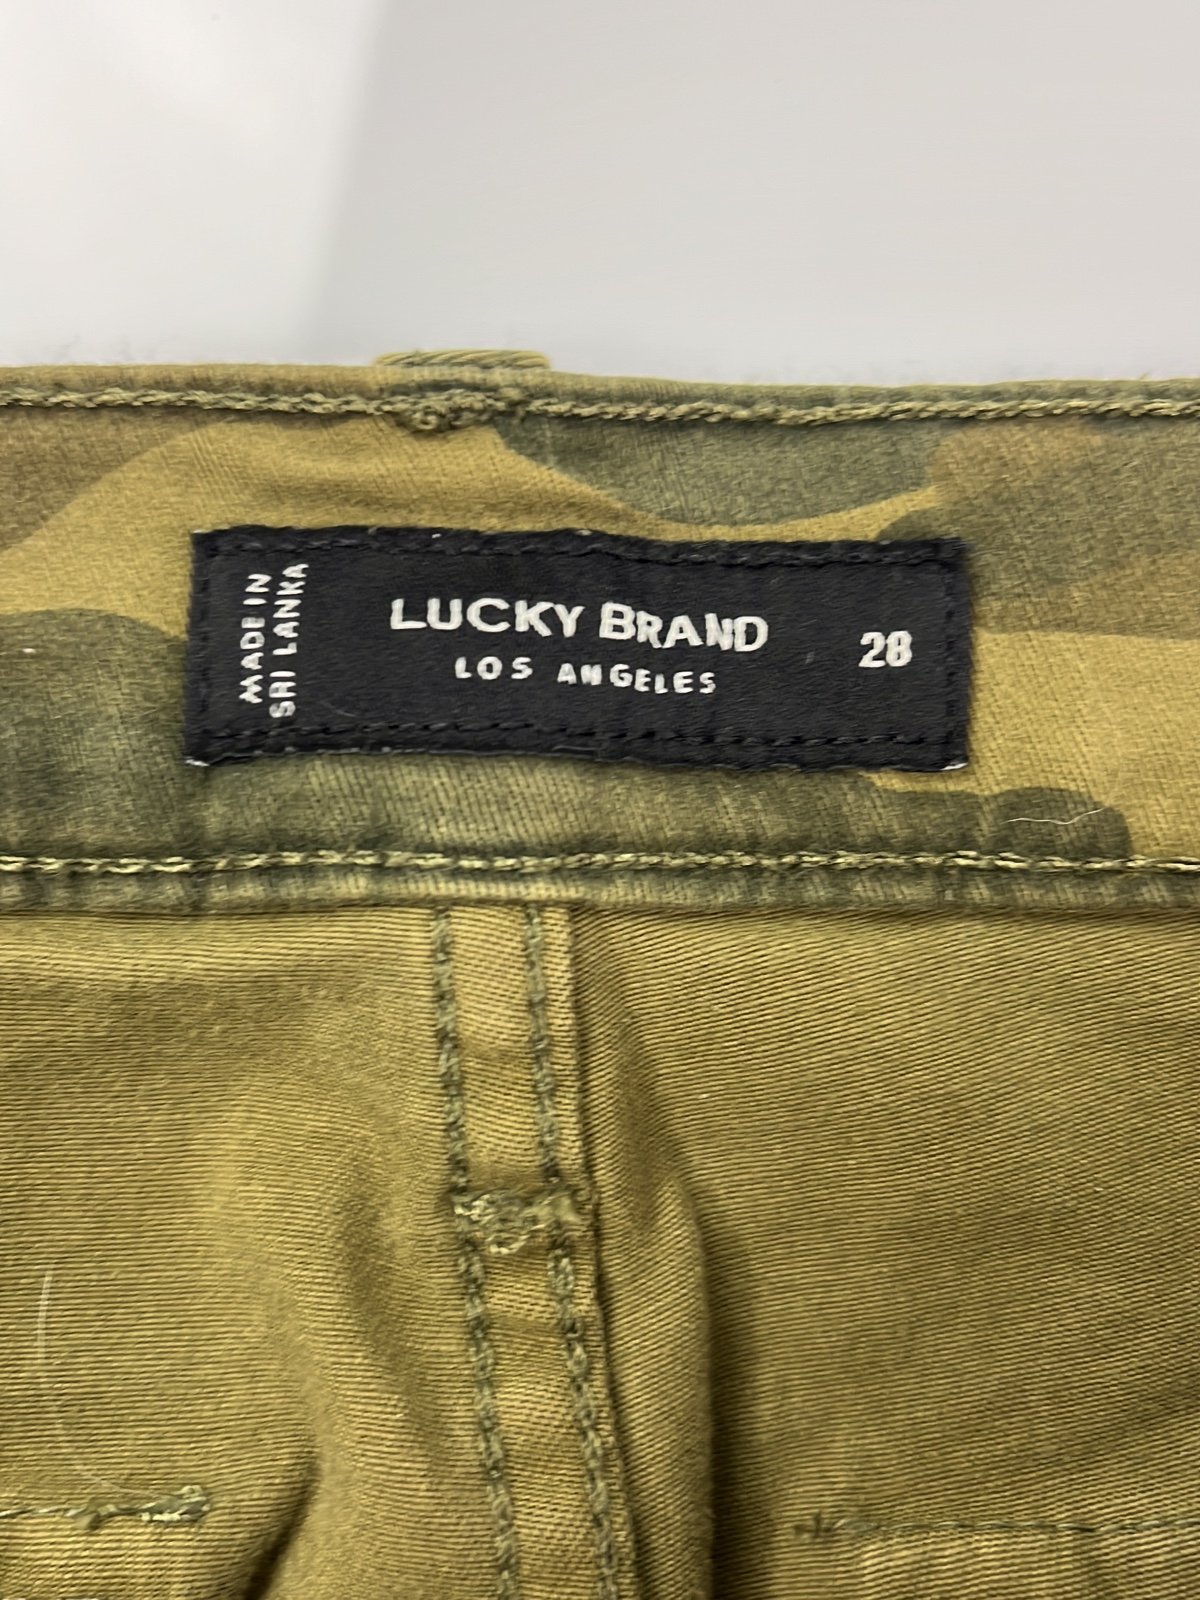 MADE IN
SRI LANKA
LUCKY BRAND
LOS ANGELES
28